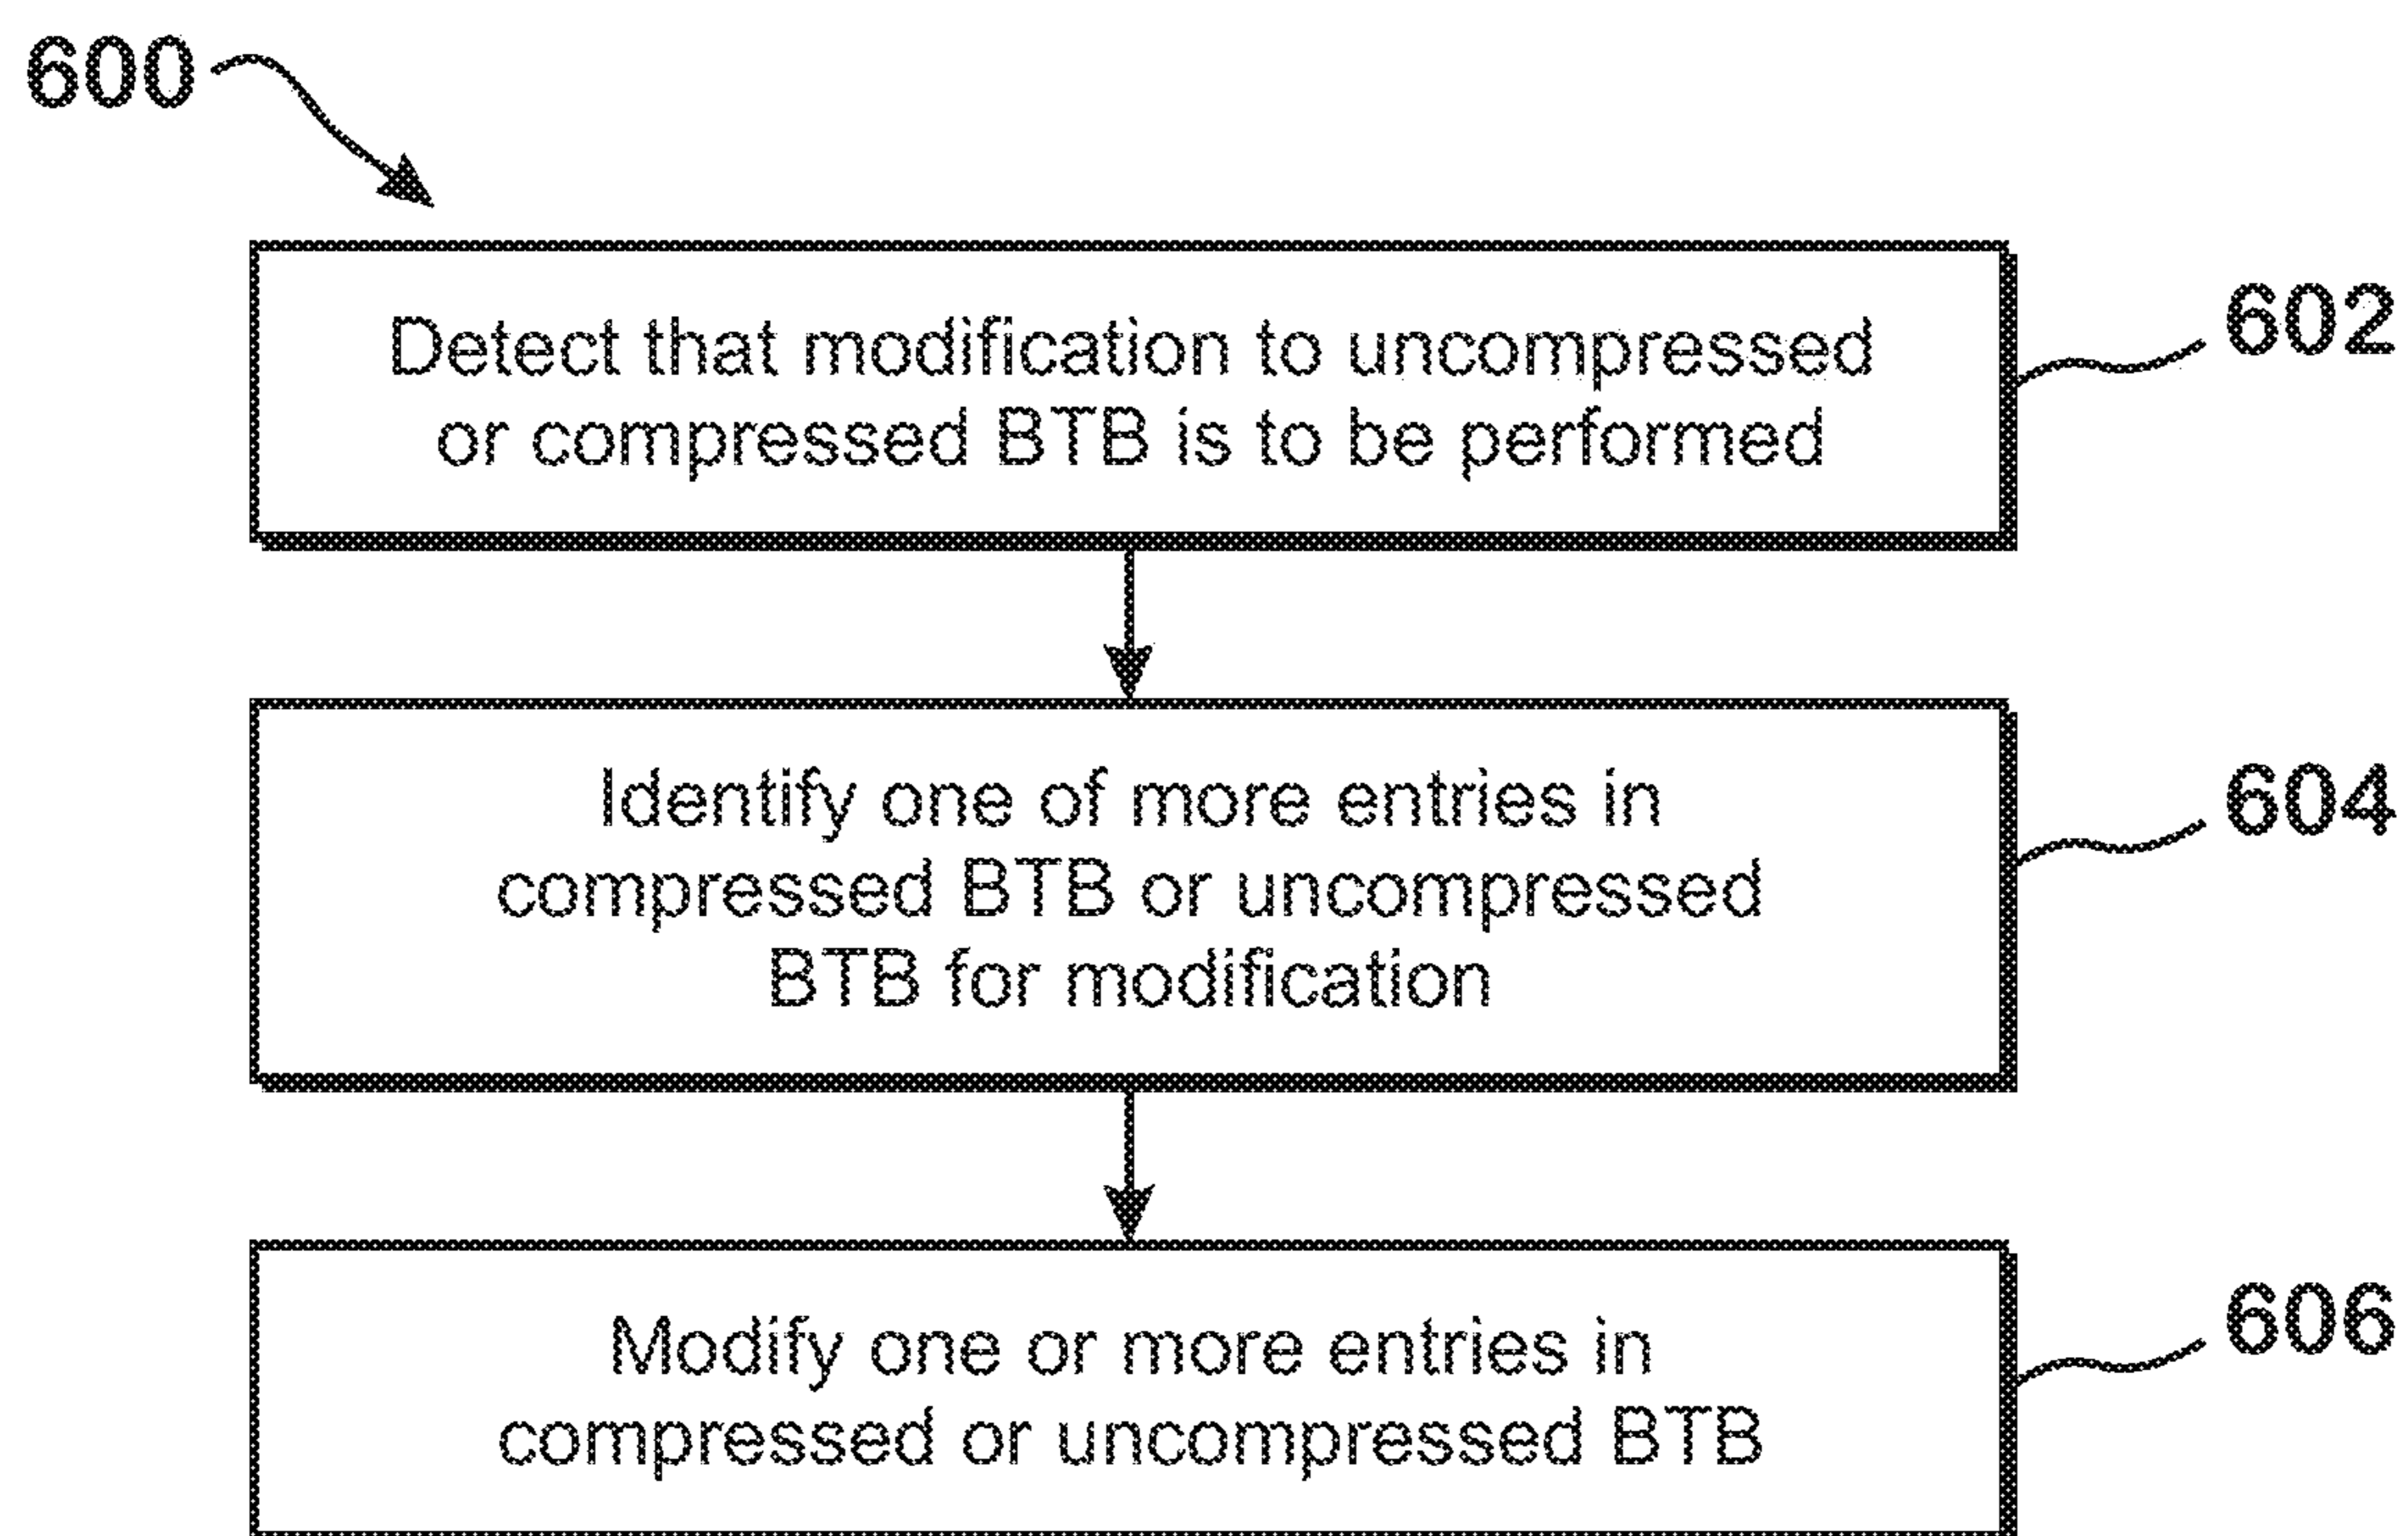 600
Detect that modification to uncompressed
or compressed BTB is to be performed
602
Identify one of more entries in
compressed BTB or uncompressed
BTB for modification
604
Modify one or more entries in
compressed or uncompressed BTB
606